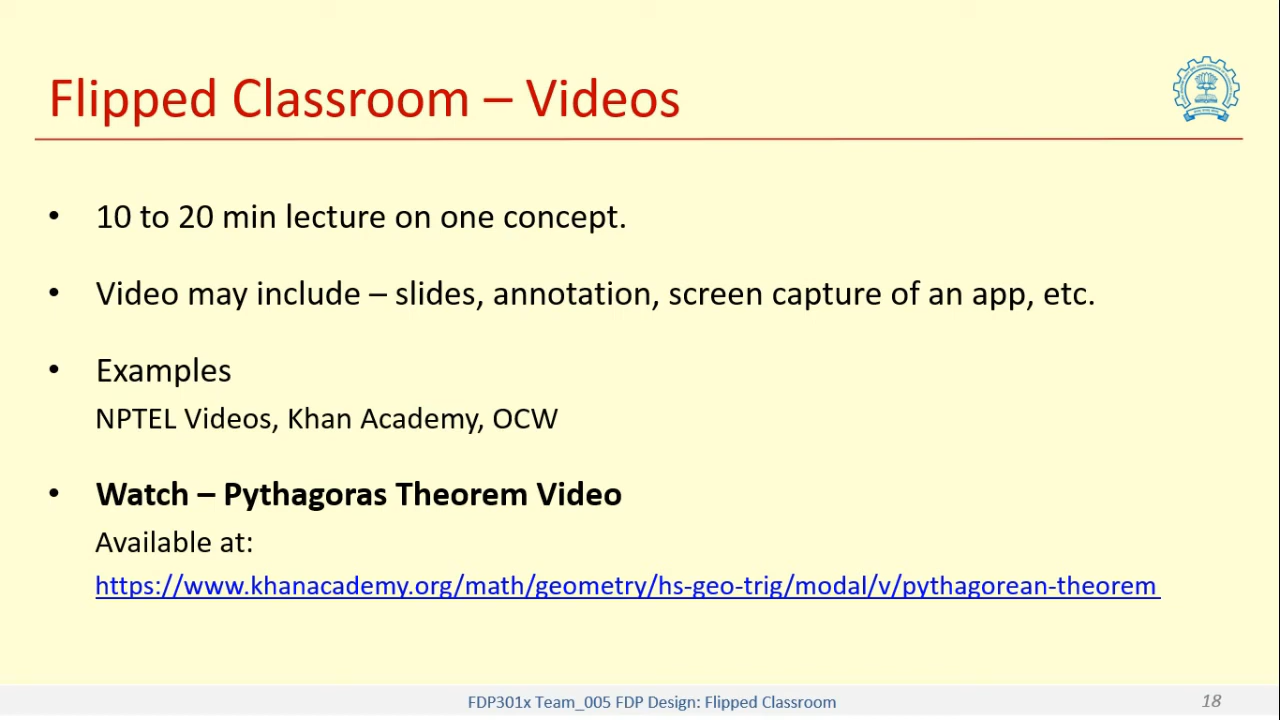 Flipped Classroom – Videos
• 10 to 20 min lecture on one concept.
• Video may include – slides, annotation, screen capture of an app, etc.
• Examples
NPTEL Videos, Khan Academy, OCW
• Watch – Pythagoras Theorem Video
Available at:
https://www.khanacademy.org/math/geometry/hs-geo-trig/modal/v/pythagorean-theorem
FDP301x Team_005 FDP Design: Flipped Classroom
18